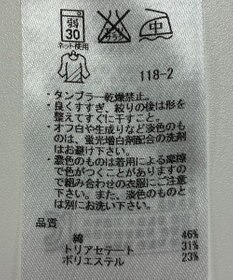 弱
30
中
ネット使用
118-2
・タンブラー乾燥禁止。
・良くすすぎ、絞りの後は形を
整えてすぐに干すこと。
・オフ白や生成りなど淡色のも
のは、蛍光増白剤配合の洗剤
はお避け下さい。
・濃色のものは着用による摩擦
で色がつくことがありますの
で組み合わせの衣服にご注意
下さい。また、淡色のものと
は別にお洗い下さい。
品質
綿 46%
トリアセテート 31%
ポリエステル 23%